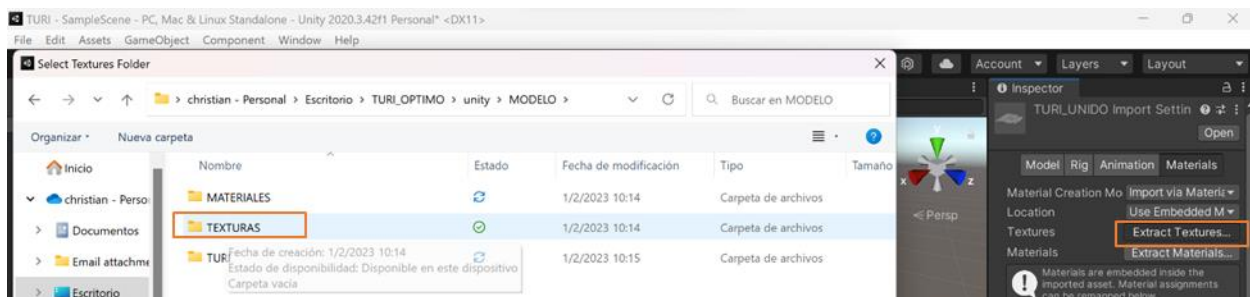 TURI - SampleScene - PC, Mac & Linux Standalone - Unity 2020.3.42f1 Personal* <DX11>
File Edit Assets GameObject Component Window Help
Select Textures Folder
Account Layers Layout
christian - Personal > Escritorio > TURI_OPTIMO > unity > MODELO >
Buscar en MODELO
Inspector
TURI_UNIDO Import Settin
Open
Organizar Nueva carpeta
Inicio
Nombre Estado Fecha de modificación Tipo Tamaño
Model Rig Animation Materials
christian - Perso
MATERIALES 1/2/2023 10:14 Carpeta de archivos
x z
Material Creation Mo Import via Materia
Persp
Location Use Embedded M
Documentos
TEXTURAS 1/2/2023 10:14 Carpeta de archivos
Textures Extract Textures...
Email attachme
TURI 1/2/2023 10:15 Carpeta de archivos
Materials Extract Materials...
Fecha de creación: 1/2/2023 10:14
Estado de disponibilidad: Disponible en este dispositivo
Carpeta vacía
Escritorio
Materials are embedded inside the
imported asset. Material assignments
can be remapped below.